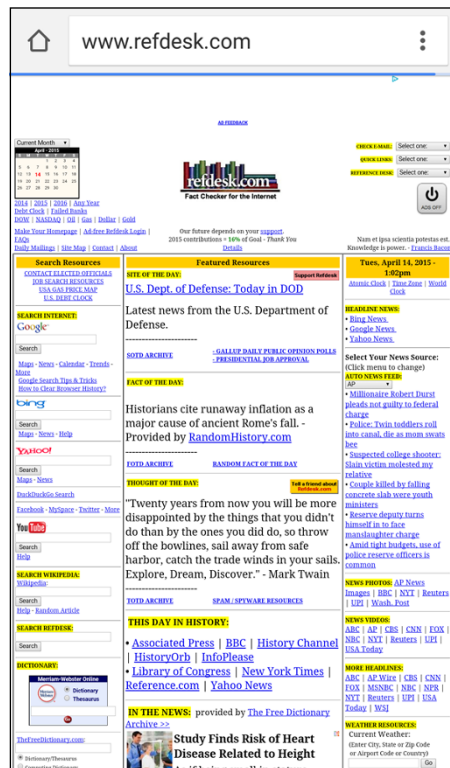 www.refdesk.com
AD FEEDBACK
Current Month
April - 2015
2014 | 2015 | 2016 | Any Year
Debt Clock | Failed Banks
DOW | NASDAQ | Oil | Gas | Dollar | Gold
Make Your Homepage | Ad-free Refdesk Login |
FAQs
Daily Mailings | Site Map | Contact | About
refdesk.com
Fact Checker for the Internet
Our future depends on your support.
2015 contributions = 16% of Goal - Thank You
Details
CHECK E-MAIL: Select one:
QUICK LINKS: Select one:
REFERENCE DESK: Select one:
ADS OFF
Nam et ipsa scientia potestas est.
Knowledge is power. - Francis Bacon
Search Resources
CONTACT ELECTED OFFICIALS
JOB SEARCH RESOURCES
USA GAS PRICE MAP
U.S. DEBT CLOCK
SEARCH INTERNET:
Google
Search
Maps - News - Calendar - Trends -
More
Google Search Tips & Tricks
How to Clear Browser History?
bing
Search
Maps - News - Help
YAHOO!
Search
Maps - News
DuckDuckGo Search
Facebook - MySpace - Twitter - More
YouTube
Search
Help
SEARCH WIKIPEDIA:
Wikipedia:
Search
Help - Random Article
SEARCH REFDESK:
Search
DICTIONARY:
Merriam-Webster Online
Dictionary
Thesaurus
TheFreeDictionary.com:
Dictionary/Thesaurus
Featured Resources
SITE OF THE DAY:
Support Refdesk
U.S. Dept. of Defense: Today in DOD
Latest news from the U.S. Department of
Defense.
----------------------
SOTD ARCHIVE
- GALLUP DAILY PUBLIC OPINION POLLS
- PRESIDENTIAL JOB APPROVAL
FACT OF THE DAY:
Historians cite runaway inflation as a
major cause of ancient Rome's fall. -
Provided by RandomHistory.com
----------------------
FOTD ARCHIVE RANDOM FACT OF THE DAY
THOUGHT OF THE DAY:
Tell a friend about
Refdesk.com
"Twenty years from now you will be more
disappointed by the things that you didn't
do than by the ones you did do, so throw
off the bowlines, sail away from safe
harbor, catch the trade winds in your sails.
Explore, Dream, Discover." - Mark Twain
----------------------
TOTD ARCHIVE SPAM / SPYWARE RESOURCES
THIS DAY IN HISTORY:
• Associated Press | BBC | History Channel
| HistoryOrb | InfoPlease
• Library of Congress | New York Times |
Reference.com | Yahoo News
IN THE NEWS: provided by The Free Dictionary
Archive >>
Study Finds Risk of Heart
Disease Related to Height
Tues, April 14, 2015 -
1:02pm
Atomic Clock | Time Zone | World
Clock
HEADLINE NEWS:
• Bing News
• Google News
• Yahoo News
Select Your News Source:
(Click menu to change)
AUTO NEWS FEED:
AP
• Millionaire Robert Durst
pleads not guilty to federal
charge
• Police: Twin toddlers roll
into canal, die as mom swats
bee
• Suspected college shooter:
Slain victim molested my
relative
• Couple killed by falling
concrete slab were youth
ministers
• Reserve deputy turns
himself in to face
manslaughter charge
• Amid tight budgets, use of
police reserve officers is
common
NEWS PHOTOS: AP News
Images | BBC | NYT | Reuters
| UPI | Wash. Post
NEWS VIDEOS:
ABC | AP | CBS | CNN | FOX |
NBC | NYT | Reuters | UPI |
USA Today
MORE HEADLINES:
ABC | AP Wire | CBS | CNN |
FOX | MSNBC | NBC | NPR |
NYT | Reuters | UPI | USA
Today | WSJ
WEATHER RESOURCES:
Current Weather:
(Enter City, State or Zip Code
or Airport Code or Country)
Go